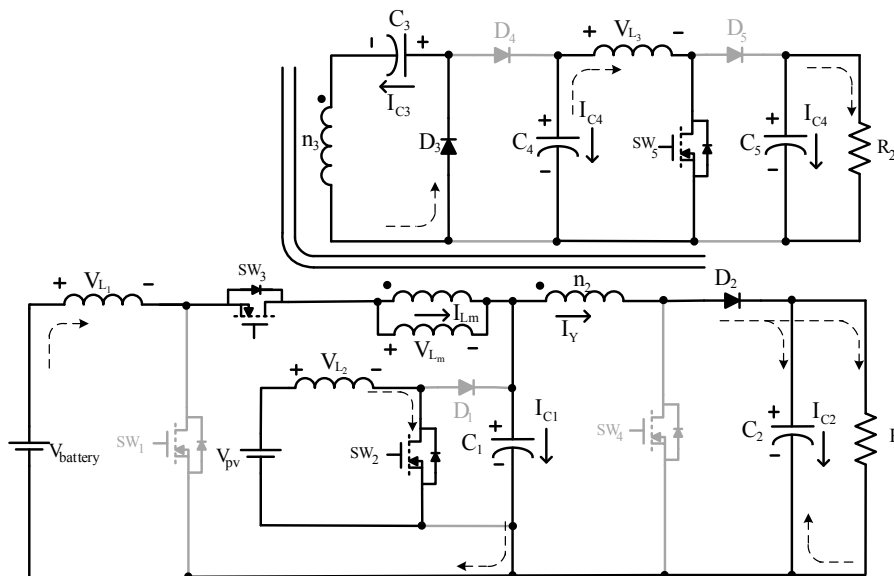 C3
- +
D4
+ VL3 -
D5
IC3
n3
D3
+
C4
-
IC4
SW5
+
C5
-
IC4
R2
SW3
+ VL1 -
ILm
+ VLm -
n2
IY
D2
+ VL2 -
D1
SW1
Vbattery
Vpv
SW2
+
C1
-
IC1
SW4
+
C2
-
IC2